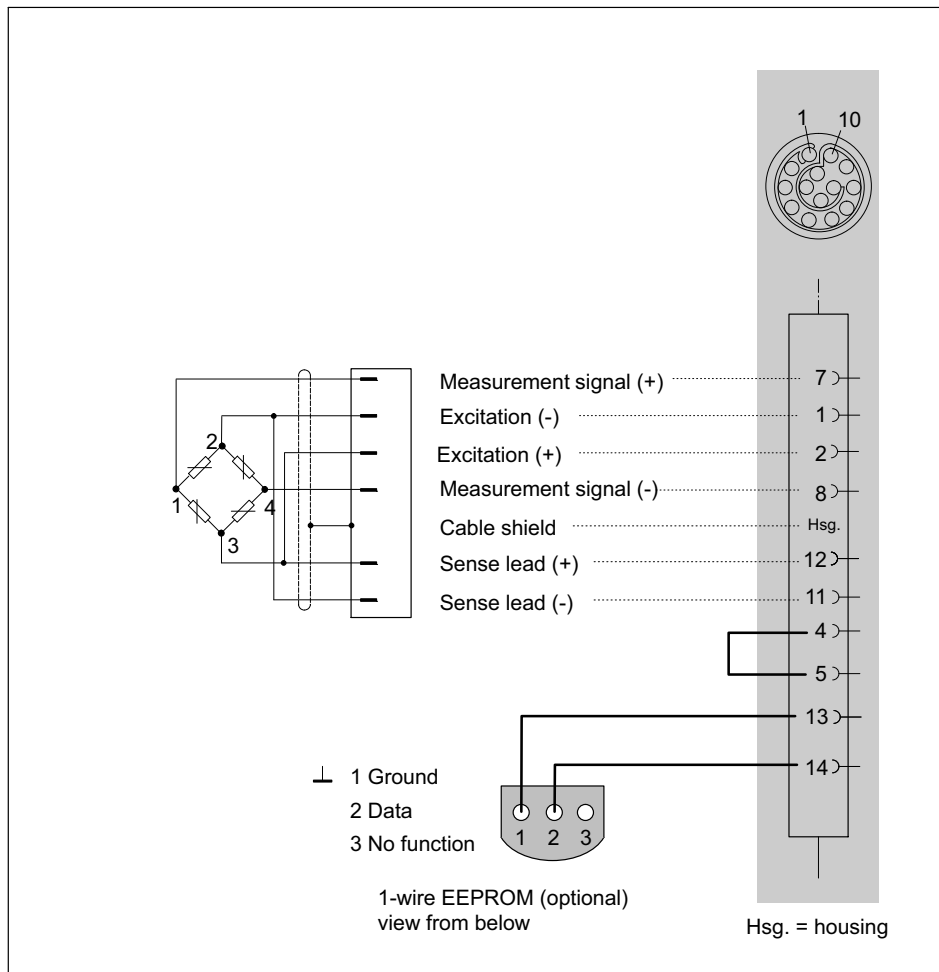 1 10
Measurement signal (+) 7
Excitation (-) 1
2
Excitation (+) 2
Measurement signal (-) 8
1 4
Cable shield Hsg.
3
Sense lead (+) 12
Sense lead (-) 11
4
5
13
14
1 Ground
2 Data
3 No function
1 2 3
1-wire EEPROM (optional)
view from below
Hsg. = housing